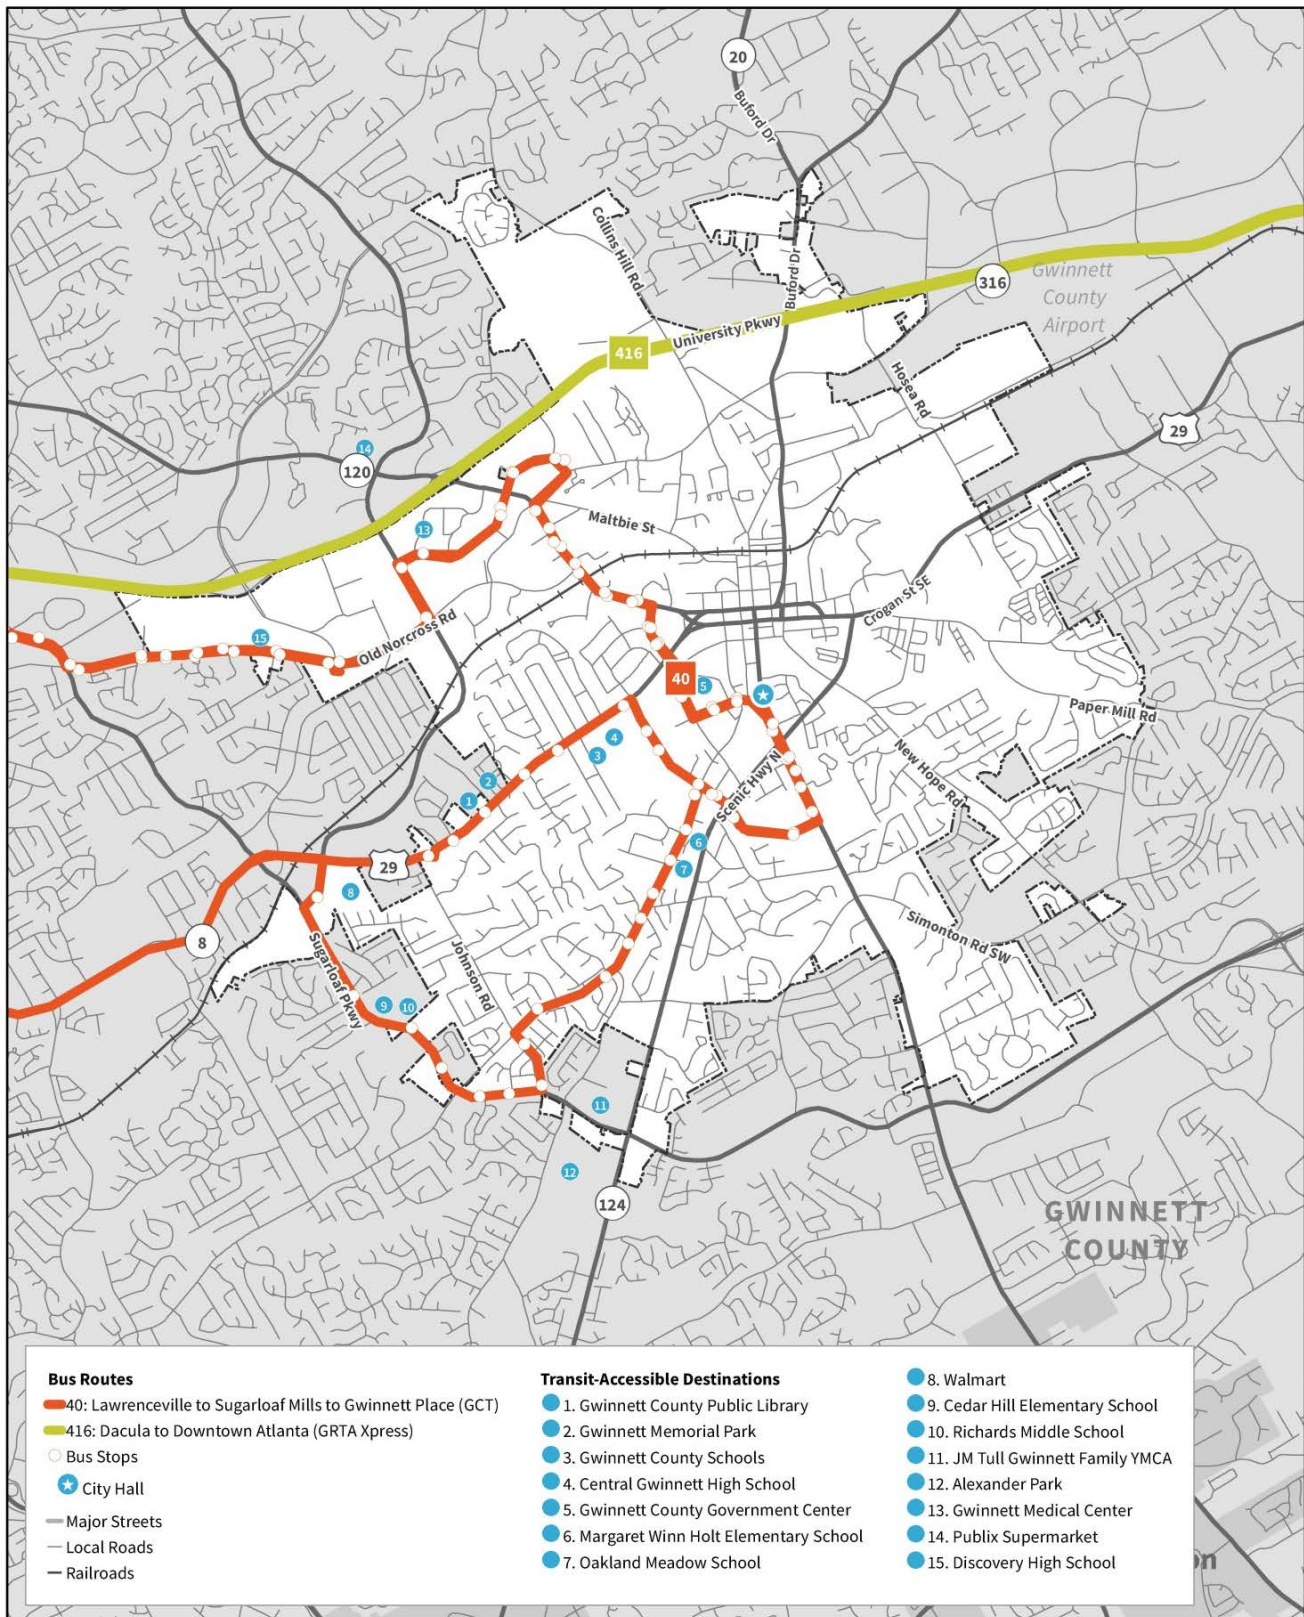 20
Buford Dr
Collins Hill Rd
Buford Dr
316
Gwinnett
County
Airport
University Pkwy
416
Hosea Rd
29
14
120
Maltbie St
13
Crogan St SE
15
Old Norcross Rd
40
5
Paper Mill Rd
4
3
New Hope Rd
2
1
Scenic Hwy N
6
29
7
8
8
Simonton Rd SW
Sugarloaf Pkwy
Johnson Rd
9
10
11
12
124
GWINNETT
COUNTY
Bus Routes
40: Lawrenceville to Sugarloaf Mills to Gwinnett Place (GCT)
416: Dacula to Downtown Atlanta (GRTA Xpress)
Bus Stops
City Hall
Major Streets
Local Roads
Railroads
Transit-Accessible Destinations
1. Gwinnett County Public Library
2. Gwinnett Memorial Park
3. Gwinnett County Schools
4. Central Gwinnett High School
5. Gwinnett County Government Center
6. Margaret Winn Holt Elementary School
7. Oakland Meadow School
8. Walmart
9. Cedar Hill Elementary School
10. Richards Middle School
11. JM Tull Gwinnett Family YMCA
12. Alexander Park
13. Gwinnett Medical Center
14. Publix Supermarket
15. Discovery High School